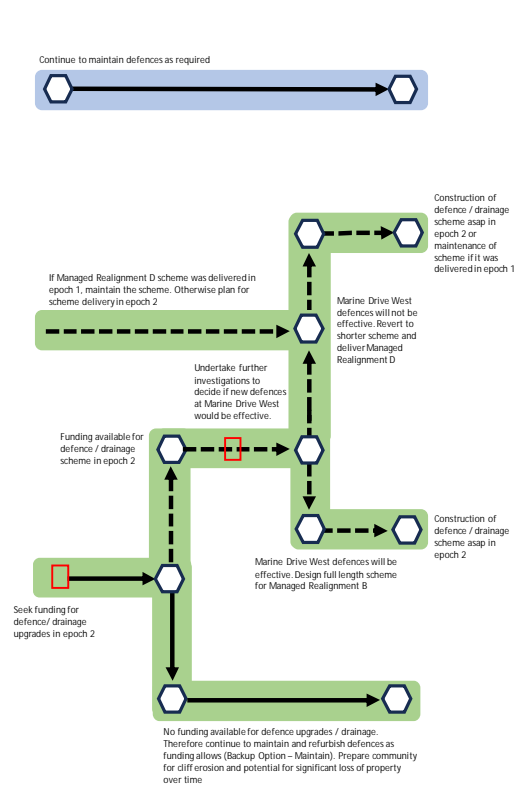 Continue to maintain defences as required
Construction of
defence / drainage
scheme asap in
epoch 2 or
maintenance of
scheme if it was
delivered in epoch 1
If Managed Realignment D scheme was delivered in
epoch 1, maintain the scheme. Otherwise plan for
scheme delivery in epoch 2
Marine Drive West
defences will not be
effective. Revert to
shorter scheme and
deliver Managed
Realignment D
Undertake further
investigations to
decide if new defences
at Marine Drive West
would be effective.
Funding available for
defence / drainage
scheme in epoch 2
Construction of
defence / drainage
scheme asap in
epoch 2
Marine Drive West defences will be
effective. Design full length scheme
for Managed Realignment B
Seek funding for
defence/ drainage
upgrades in epoch 2
No funding available for defence upgrades / drainage.
Therefore continue to maintain and refurbish defences as
funding allows (Backup Option – Maintain). Prepare community
for cliff erosion and potential for significant loss of property
over time